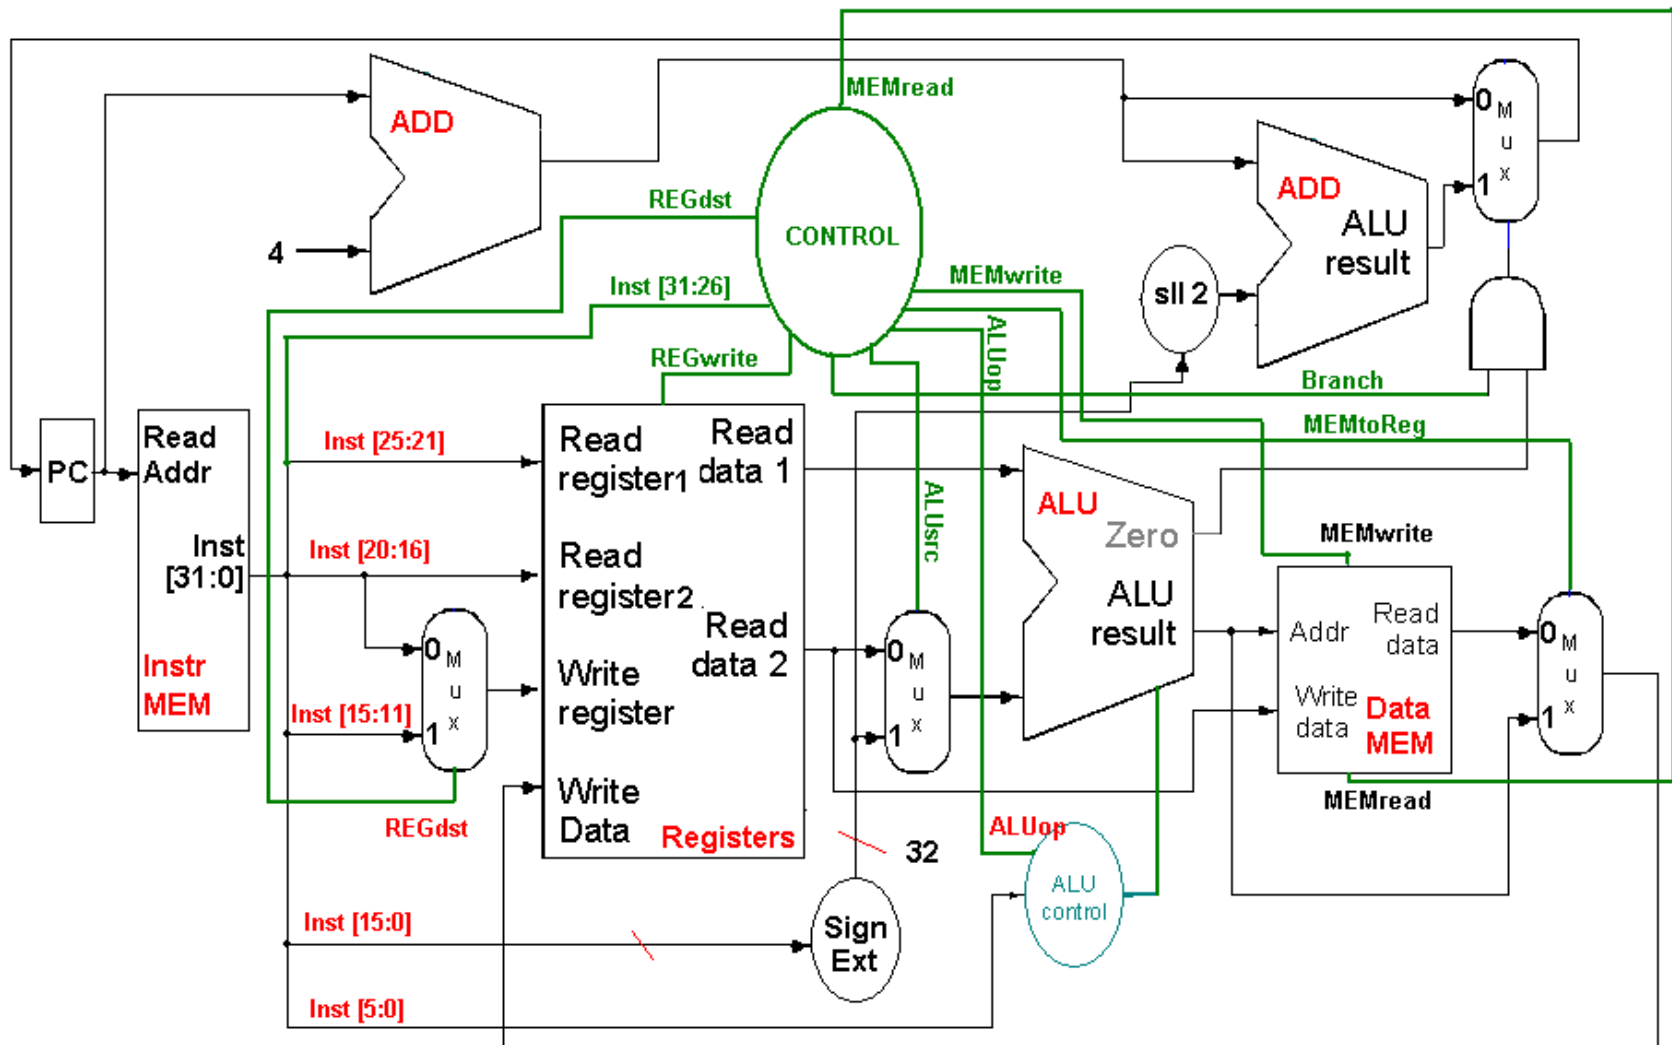 MEMread
ADD
REGdst
CONTROL
4
Inst [31:26]
MEMwrite
ADD
ALU
result
0
M
u
x
1
sll 2
ALUop
REGwrite
Branch
MEMtoReg
PC
Read
Addr
Inst
[31:0]
Instr
MEM
Inst [25:21]
Inst [20:16]
Inst [15:11]
0
M
u
x
1
REGdst
Read
register1
Read
data 1
Read
register2
Read
data 2
Write
register
Write
Data
Registers
ALUsrc
0
M
u
x
1
ALU
Zero
ALU
result
MEMwrite
Addr
Read
data
Write
data
Data
MEM
MEMread
0
M
u
x
1
32
ALUop
ALU
control
Inst [15:0]
Sign
Ext
Inst [5:0]